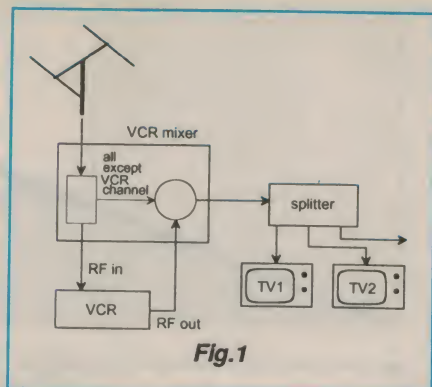 VCR mixer
all
except
VCR
channel
splitter
RF in
TV1
TV2
VCR
RF out
Fig.1